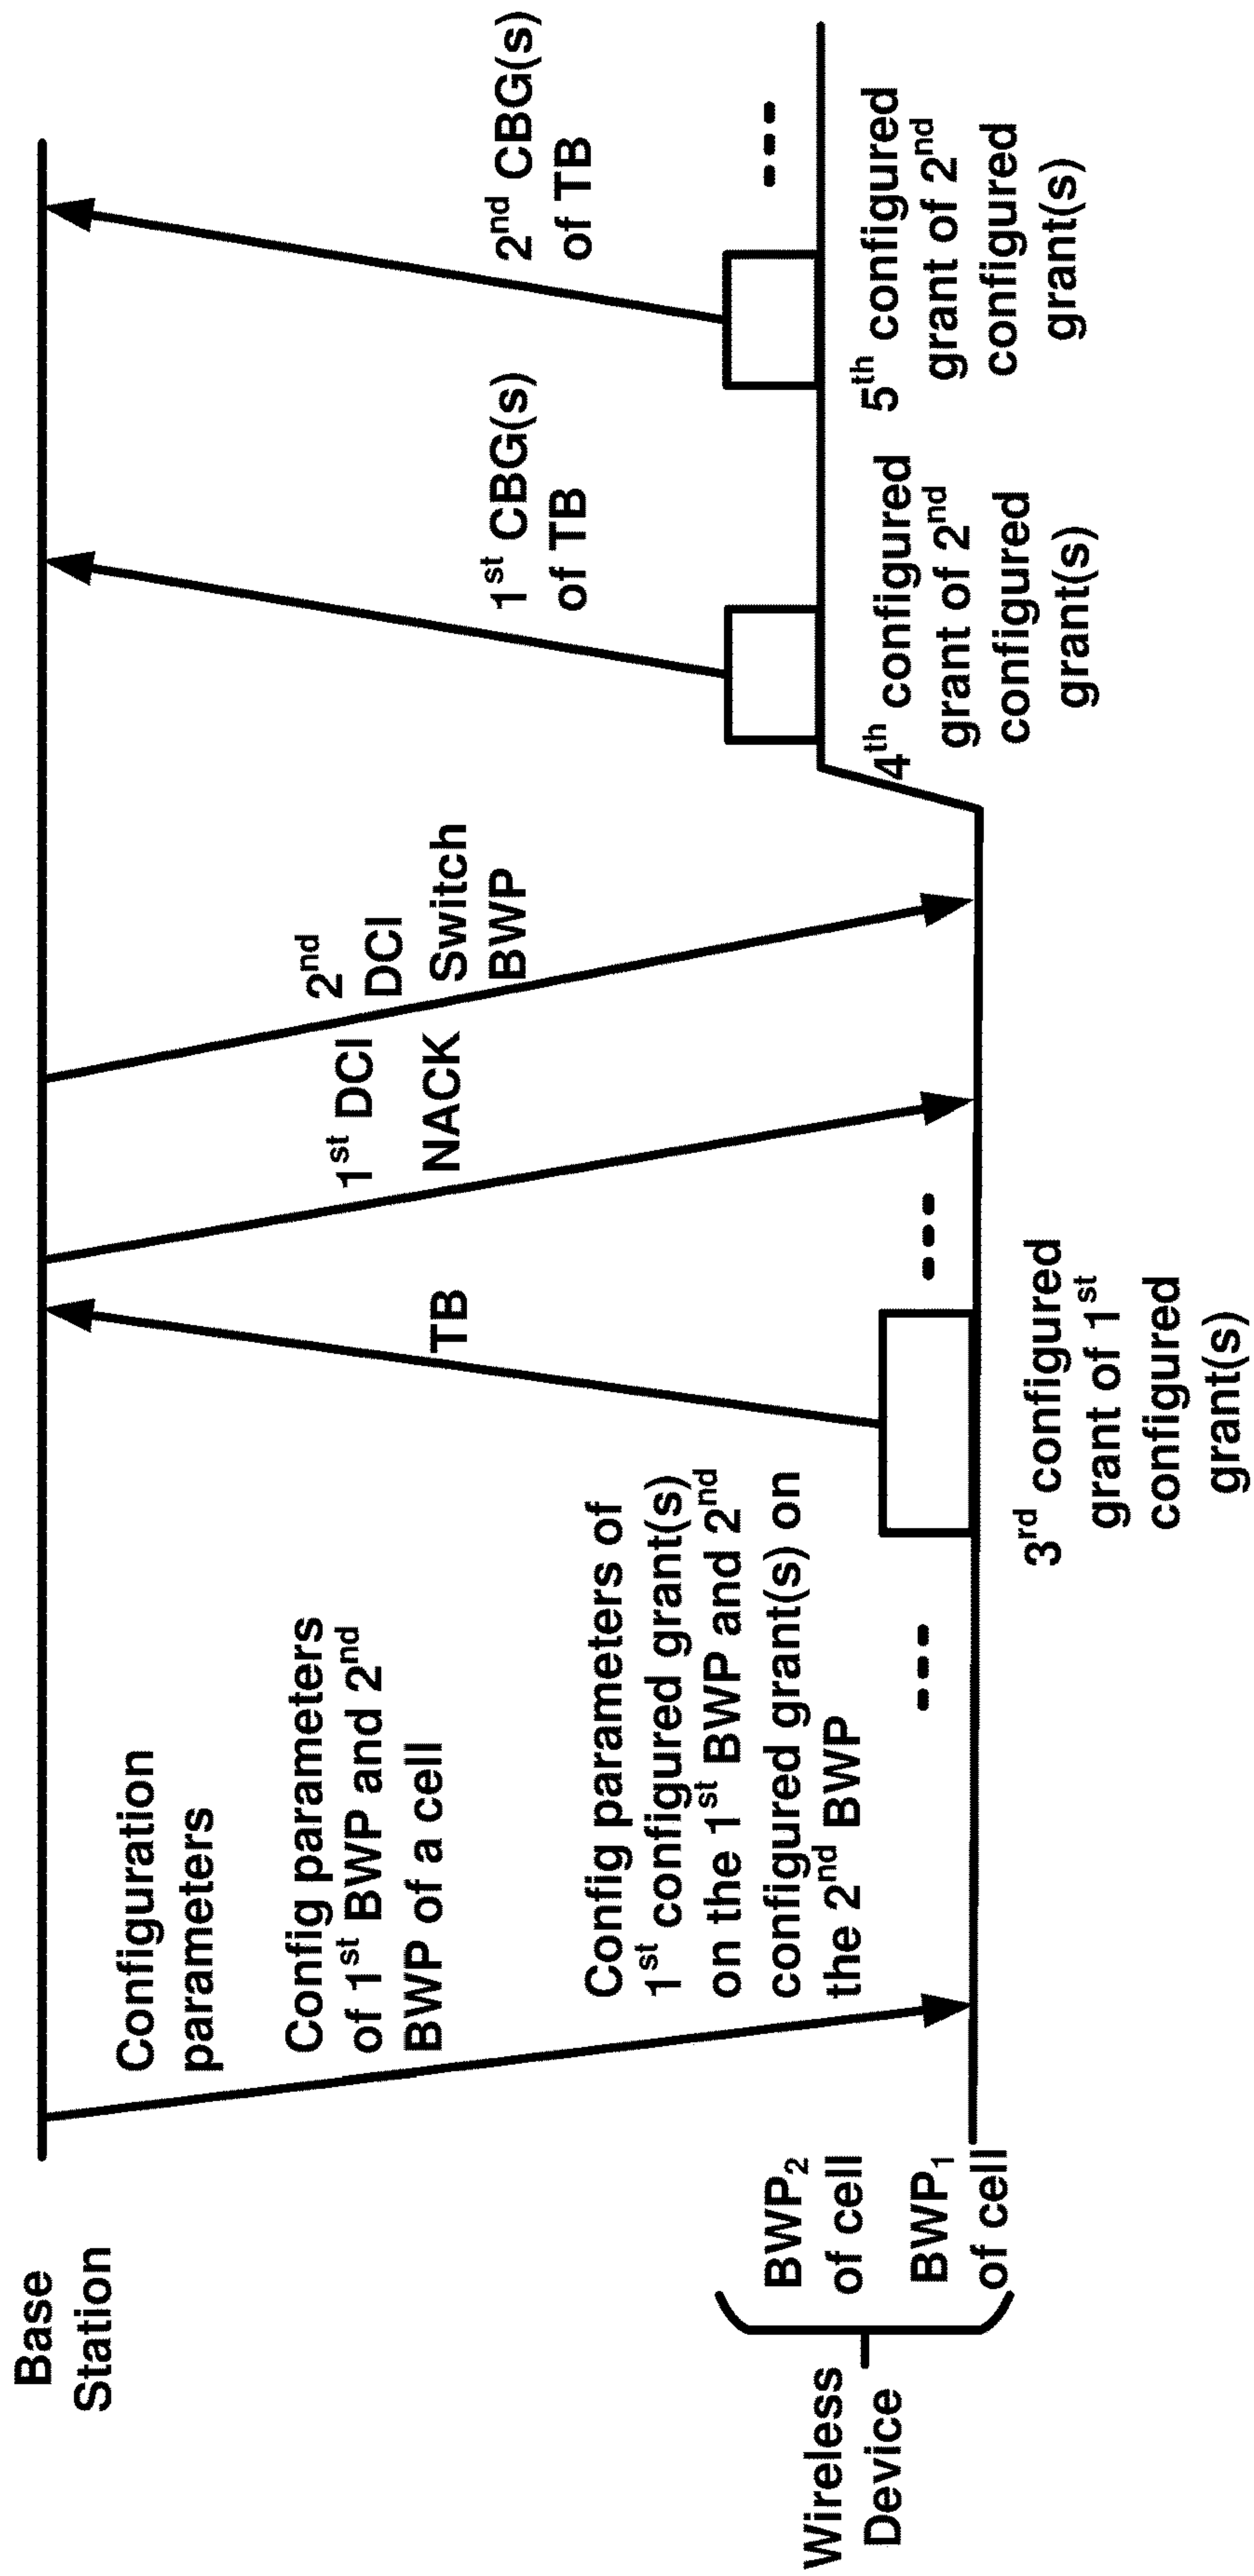 Base
Station
Configuration
parameters
Config parameters
of 1st BWP and 2nd
BWP of a cell
Config parameters of
1st configured grant(s)
on the 1st BWP and 2nd
configured grant(s) on
the 2nd BWP
TB
1st DCI
NACK
2nd
DCI
Switch
BWP
1st CBG(s)
of TB
2nd CBG(s)
of TB
Wireless
Device
BWP2
of cell
BWP1
of cell
3rd configured
grant of 1st
configured
grant(s)
4th configured
grant of 2nd
configured
grant(s)
5th configured
grant of 2nd
configured
grant(s)